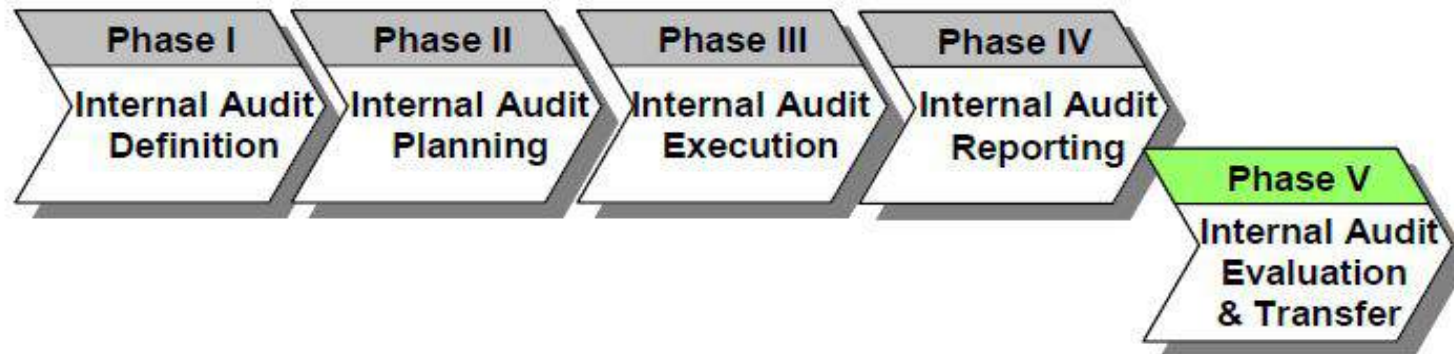 Phase I
Internal Audit
Definition
Phase II
Internal Audit
Planning
Phase III
Internal Audit
Execution
Phase IV
Internal Audit
Reporting
Phase V
Internal Audit
Evaluation
& Transfer